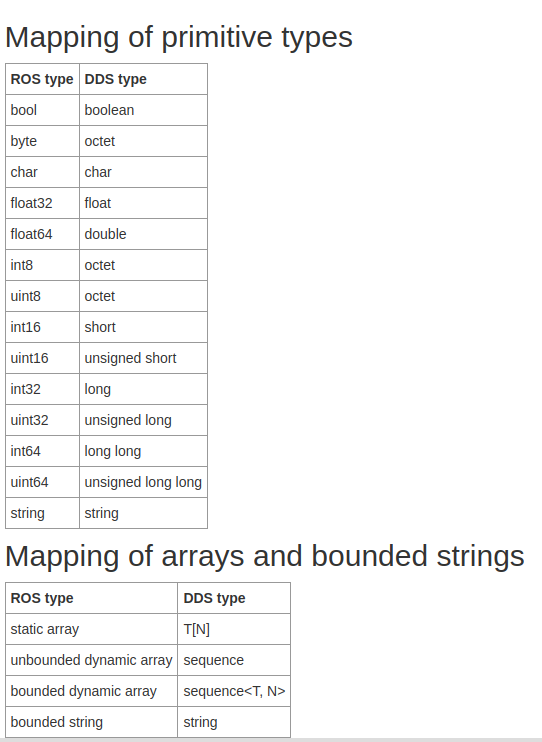 Mapping of primitive types
ROS type DDS type
bool boolean
byte octet
char char
float32 float
float64 double
int8 octet
uint8 octet
int16 short
uint16 unsigned short
int32 long
uint32 unsigned long
int64 long long
uint64 unsigned long long
string string
Mapping of arrays and bounded strings
ROS type DDS type
static array T[N]
unbounded dynamic array sequence
bounded dynamic array sequence<T, N>
bounded string string